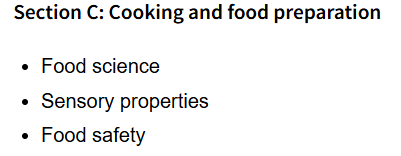 Section C: Cooking and food preparation
• Food science
• Sensory properties
• Food safety